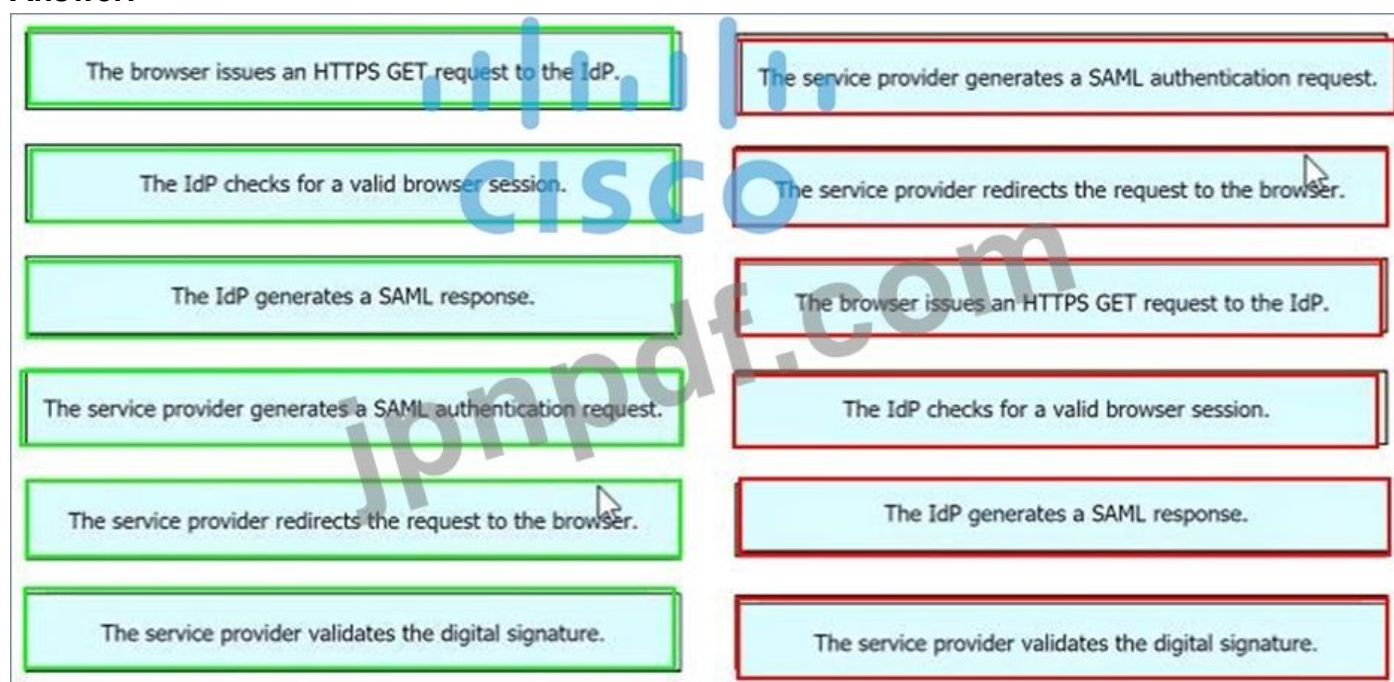 The browser issues an HTTPS GET request to the IdP.
The service provider generates a SAML authentication request.
The IdP checks for a valid browser session.
The service provider redirects the request to the browser.
CISCO
The IdP generates a SAML response.
The browser issues an HTTPS GET request to the IdP.
jpnpdf.com
The service provider generates a SAML authentication request.
The IdP checks for a valid browser session.
The service provider redirects the request to the browser.
The IdP generates a SAML response.
The service provider validates the digital signature.
The service provider validates the digital signature.